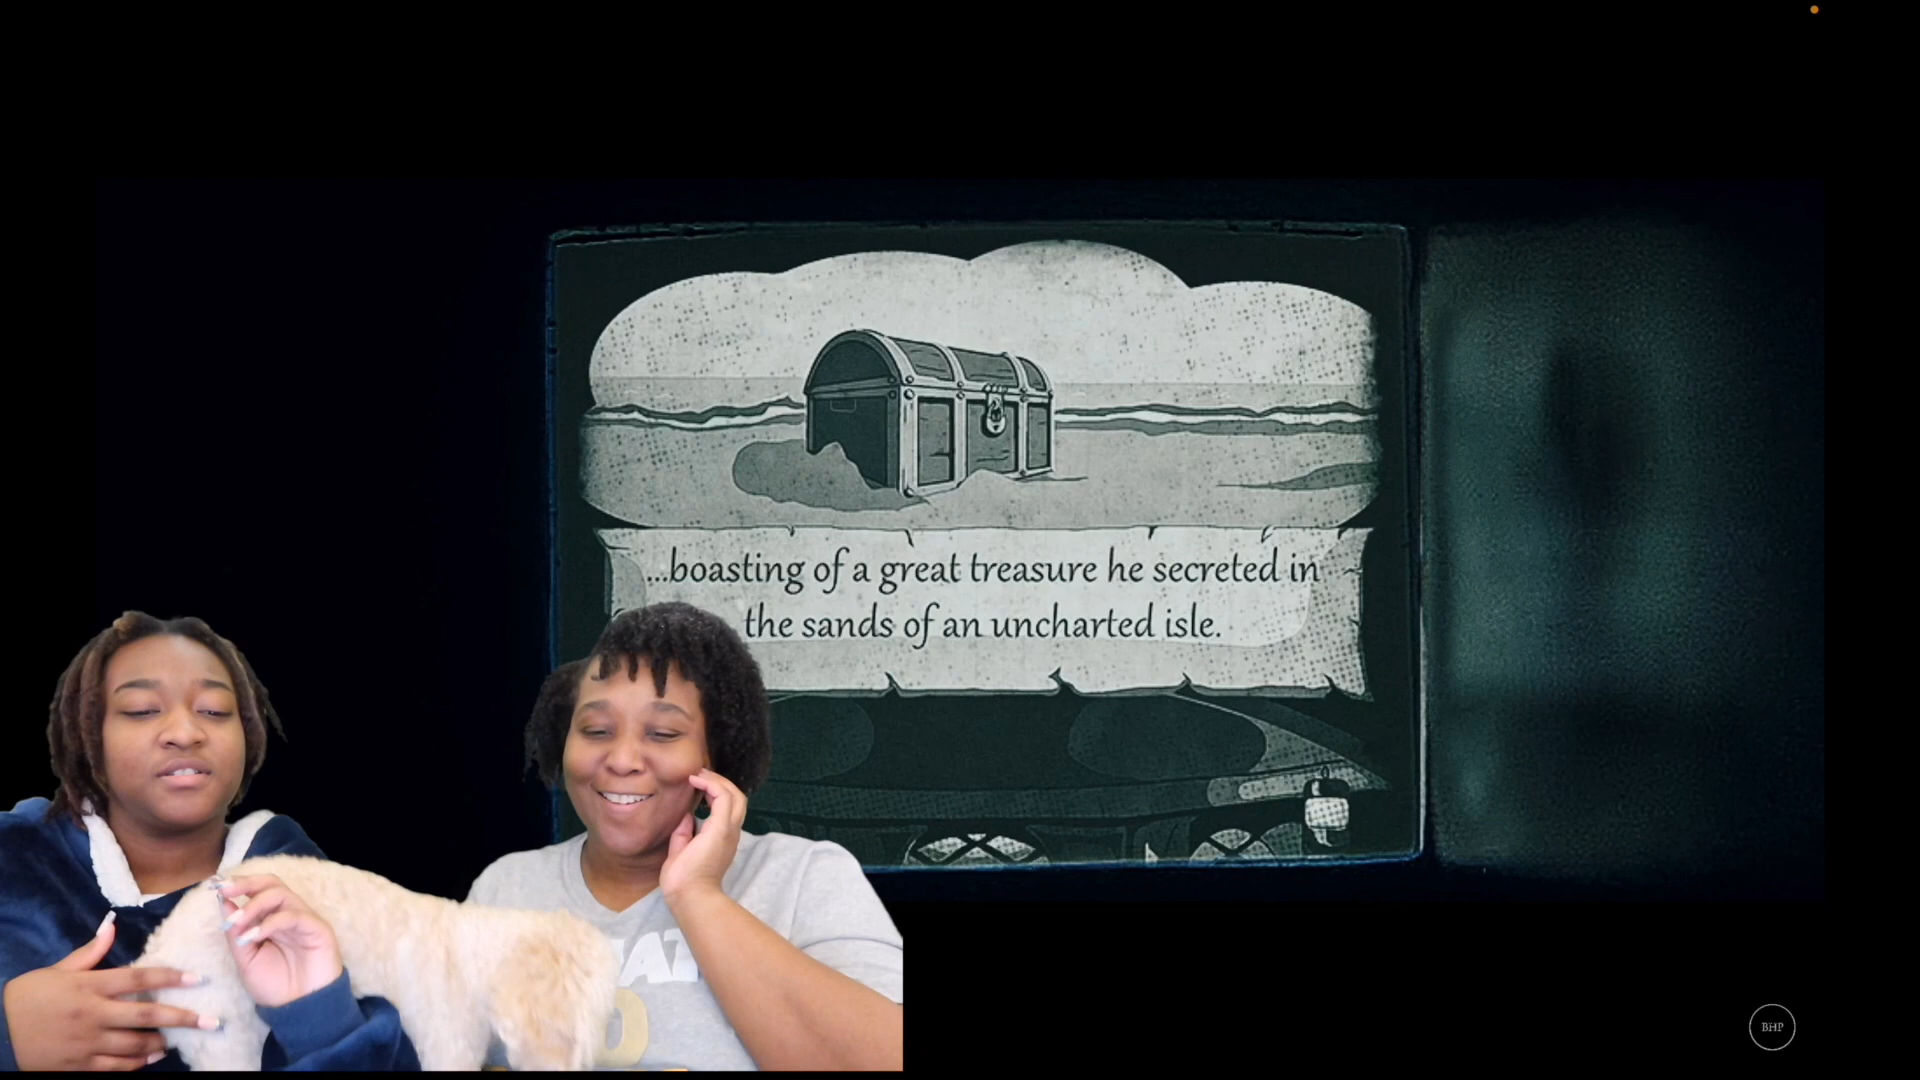 ...boasting of a great treasure he secreted in
the sands of an uncharted isle.
BHP